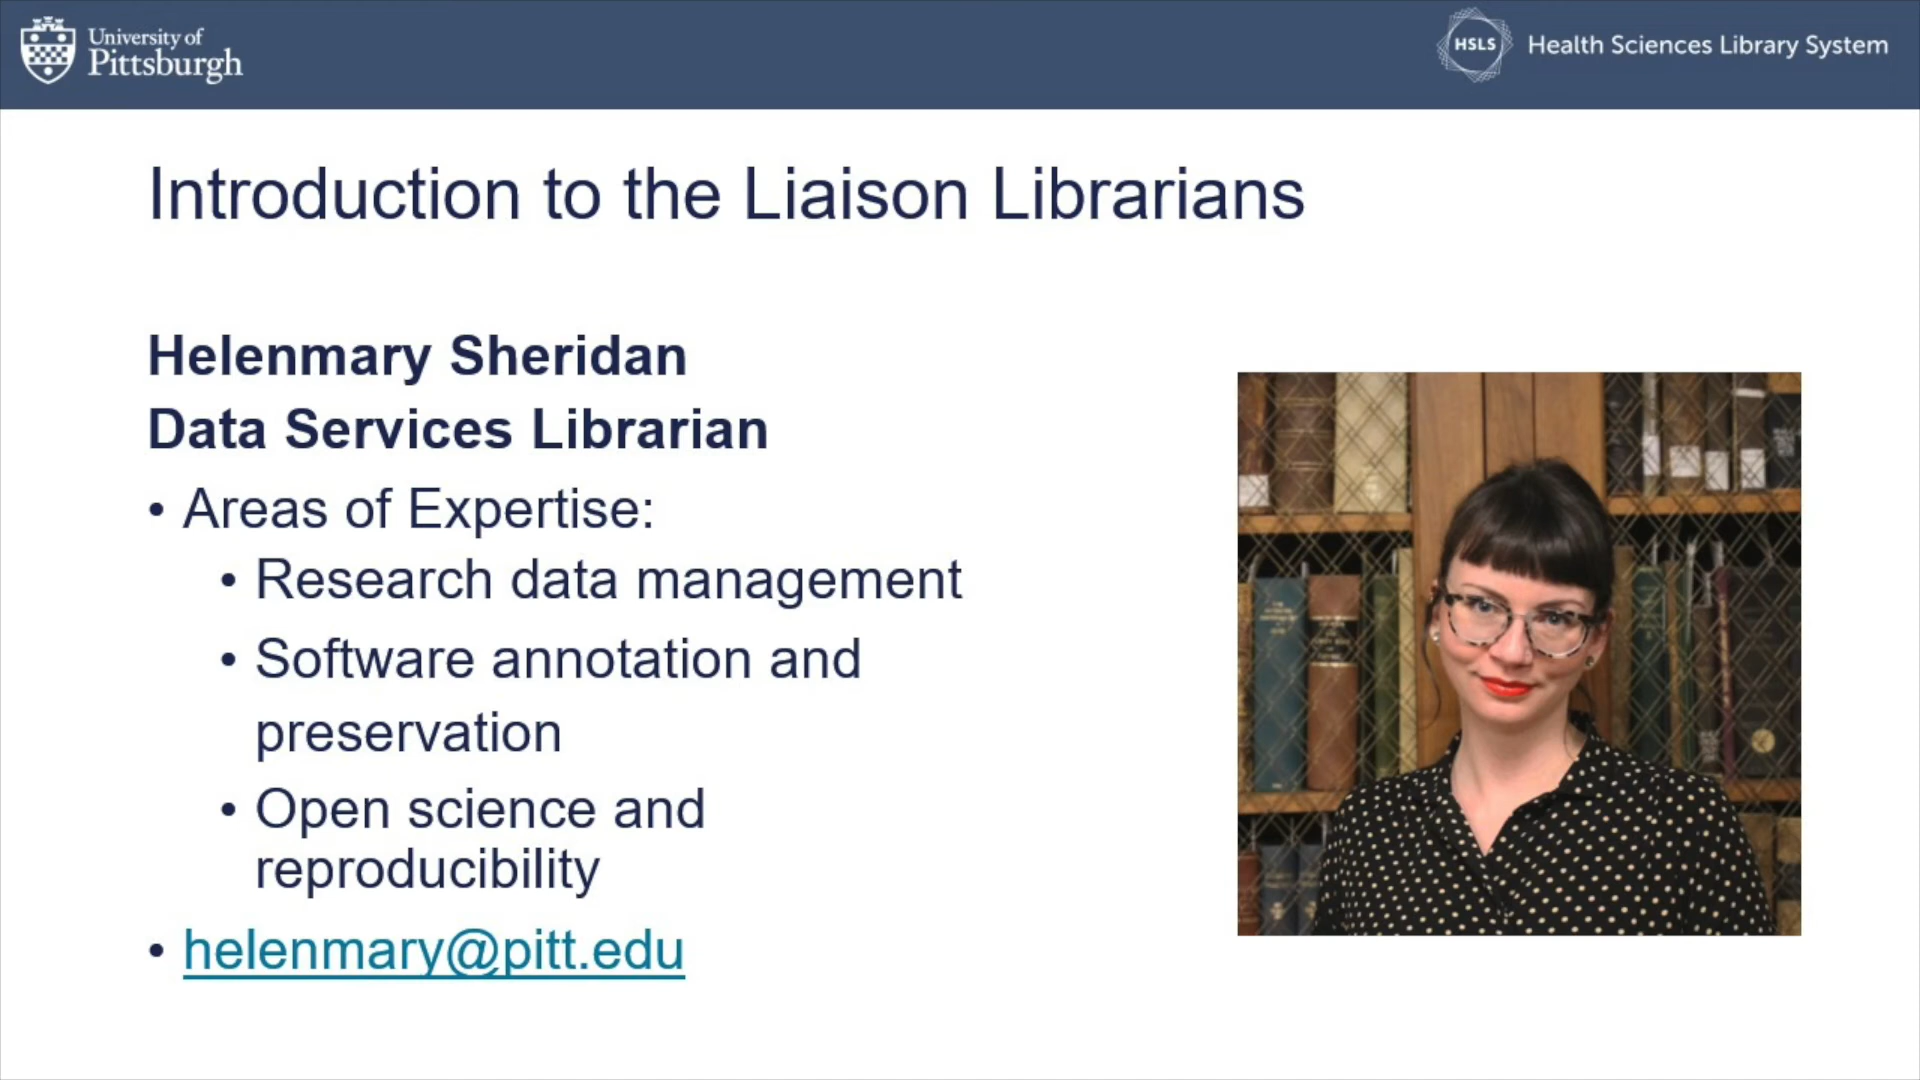 University of
Pittsburgh
HSLS
Health Sciences Library System
Introduction to the Liaison Librarians
Helenmary Sheridan
Data Services Librarian
• Areas of Expertise:
• Research data management
• Software annotation and
preservation
• Open science and
reproducibility
• helenmary@pitt.edu